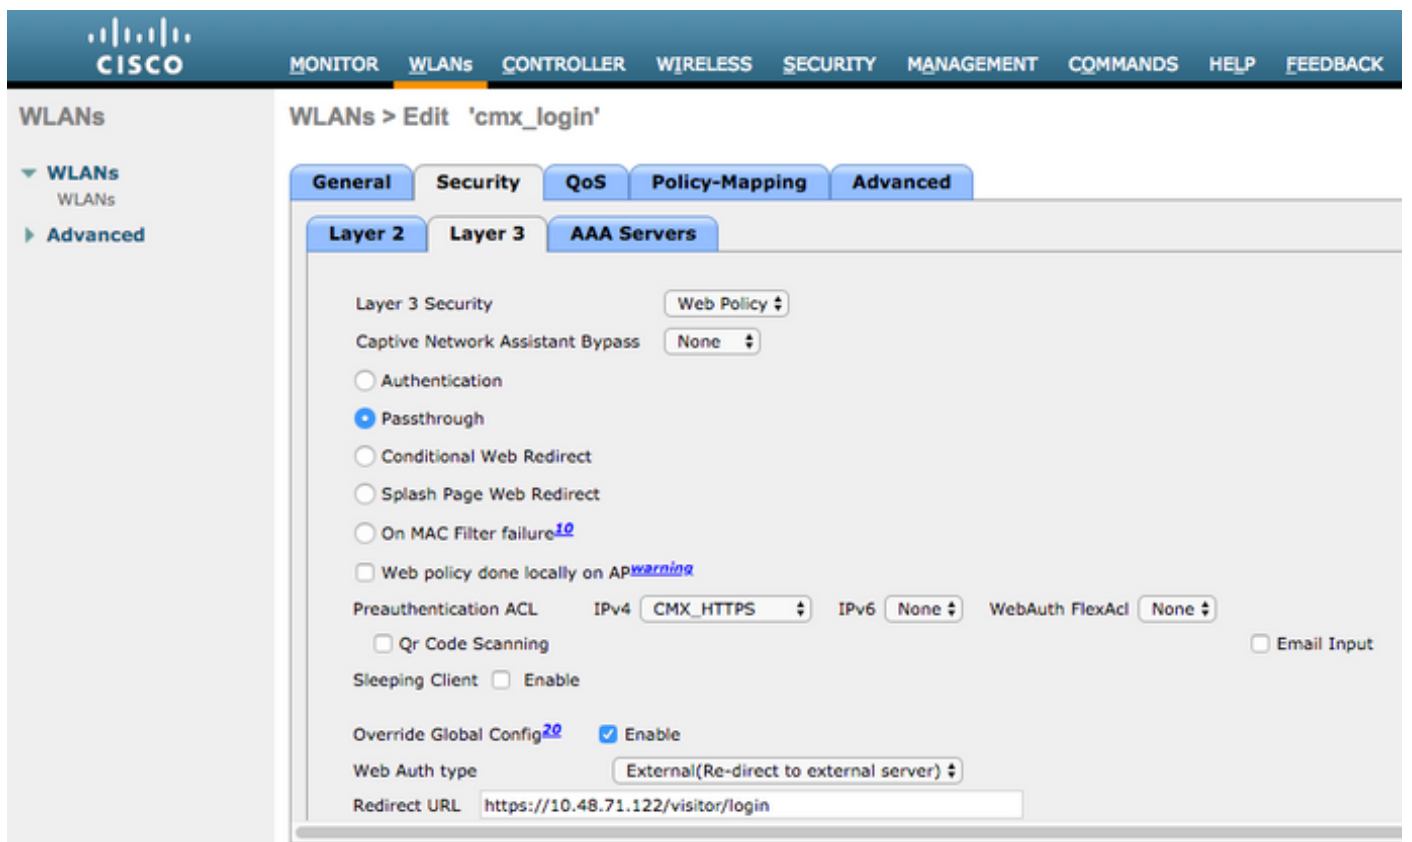 CISCO
MONITOR WLANs CONTROLLER WIRELESS SECURITY MANAGEMENT COMMANDS HELP FEEDBACK
WLANs
WLANs
WLANs
Advanced
WLANs > Edit 'cmx_login'
General Security QoS Policy-Mapping Advanced
Layer 2 Layer 3 AAA Servers
Layer 3 Security Web Policy
Captive Network Assistant Bypass None
Authentication
Passthrough
Conditional Web Redirect
Splash Page Web Redirect
On MAC Filter failure10
Web policy done locally on APwarning
Preauthentication ACL IPv4 CMX_HTTPS IPv6 None WebAuth FlexAcl None
Qr Code Scanning Email Input
Sleeping Client Enable
Override Global Config20 Enable
Web Auth type External(Re-direct to external server)
Redirect URL https://10.48.71.122/visitor/login